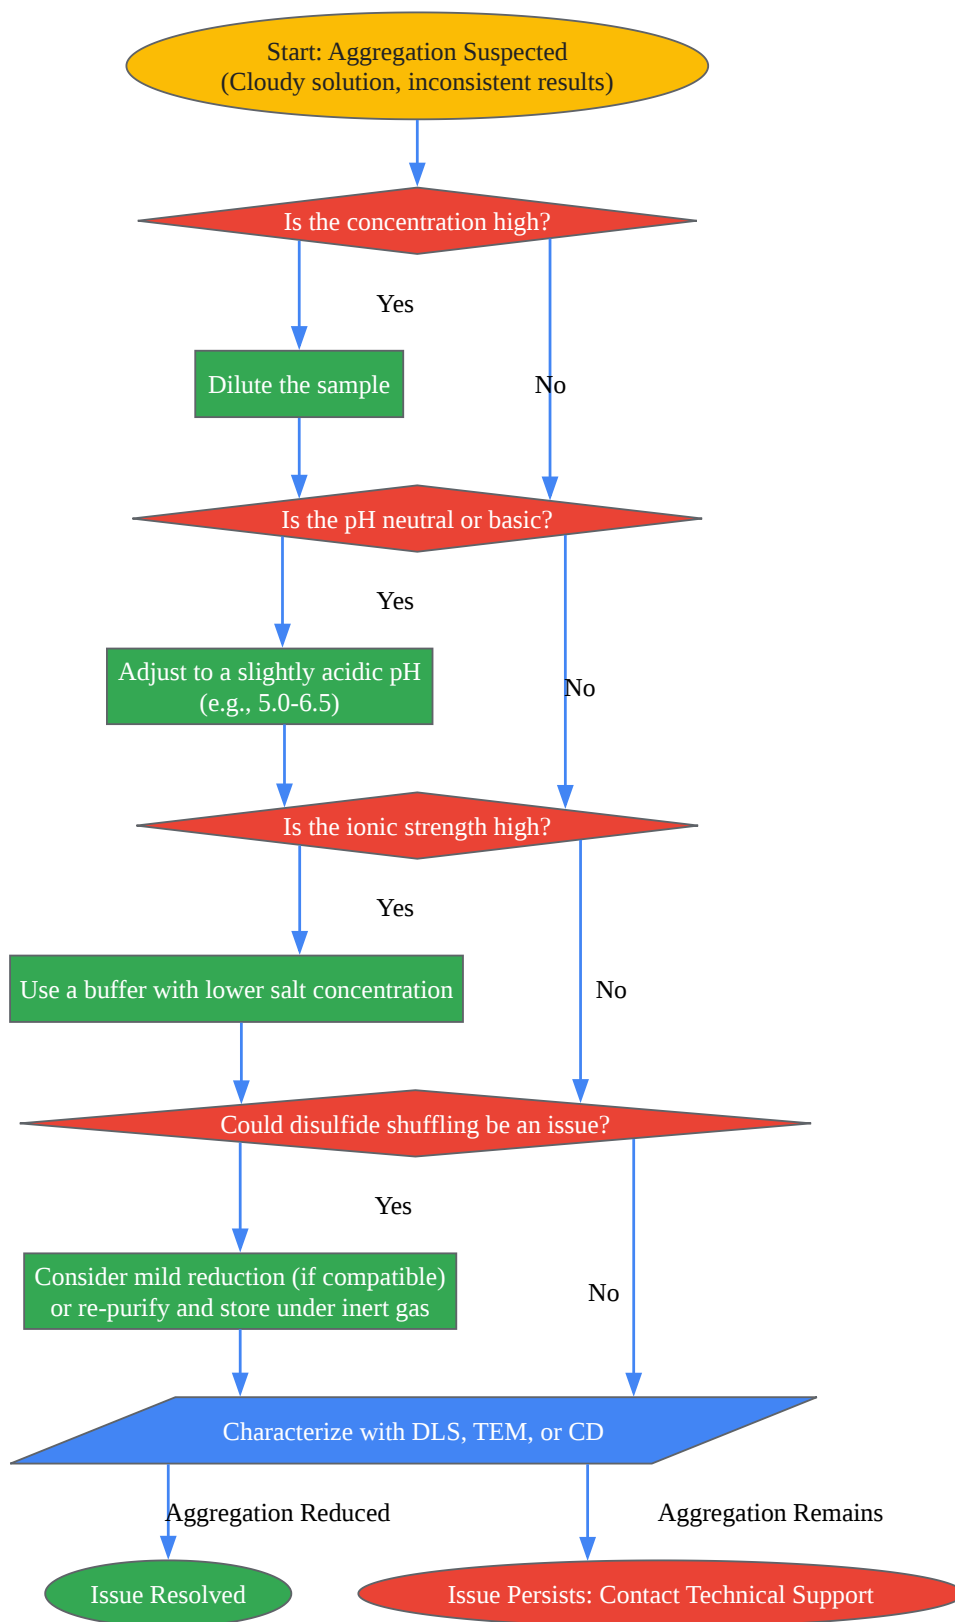 Start: Aggregation Suspected
(Cloudy solution, inconsistent results)
Is the concentration high?
Yes
Dilute the sample
No
Is the pH neutral or basic?
Yes
Adjust to a slightly acidic pH
(e.g., 5.0-6.5)
No
Is the ionic strength high?
Yes
Use a buffer with lower salt concentration
No
Could disulfide shuffling be an issue?
Yes
Consider mild reduction (if compatible)
or re-purify and store under inert gas
No
Characterize with DLS, TEM, or CD
Aggregation Reduced
Aggregation Remains
Issue Resolved
Issue Persists: Contact Technical Support